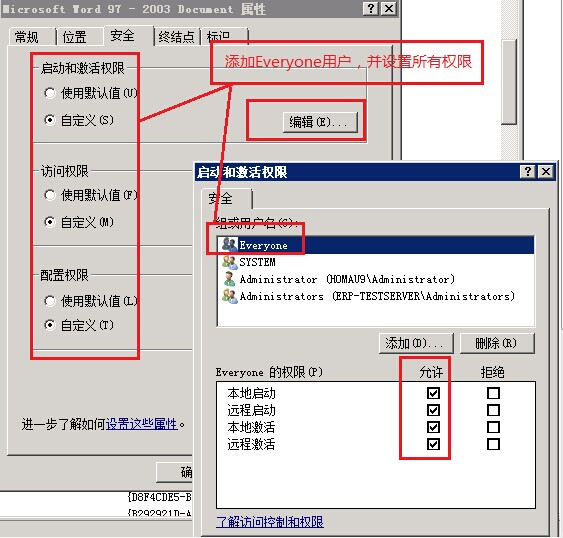 Microsoft Word 97 - 2003 Document 属性
常规 位置 安全 终结点 标识
添加Everyone用户，并设置所有权限
启动和激活权限
使用默认值(U)
自定义(S)
编辑(E)...
访问权限
使用默认值(F)
自定义(M)
配置权限
使用默认值(L)
自定义(T)
进一步了解如何设置这些属性。
确
{D8F4CDE5-B
{B292921D-A
启动和激活权限
安全
组或用户名(G):
Everyone
SYSTEM
Administrator (HOMAV9\Administrator)
Administrators (ERP-TESTSERVER\Administrators)
添加(D)... 删除(R)
Everyone 的权限(P) 允许 拒绝
本地启动
远程启动
本地激活
远程激活
了解访问控制和权限